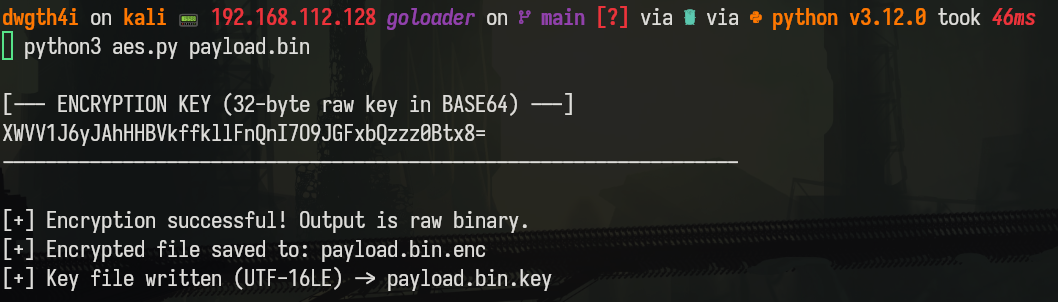 dwgth4i on kali 📟 192.168.112.128 goloader on main [?] via via python v3.12.0 took 46ms
python3 aes.py payload.bin
[--- ENCRYPTION KEY (32-byte raw key in BASE64) ---]
XWVV1J6yJAhHHBVkffkllFnQnI7O9JGFxbQzzz0Btx8=
--------------------------------------------------------------------
[+] Encryption successful! Output is raw binary.
[+] Encrypted file saved to: payload.bin.enc
[+] Key file written (UTF-16LE) -> payload.bin.key